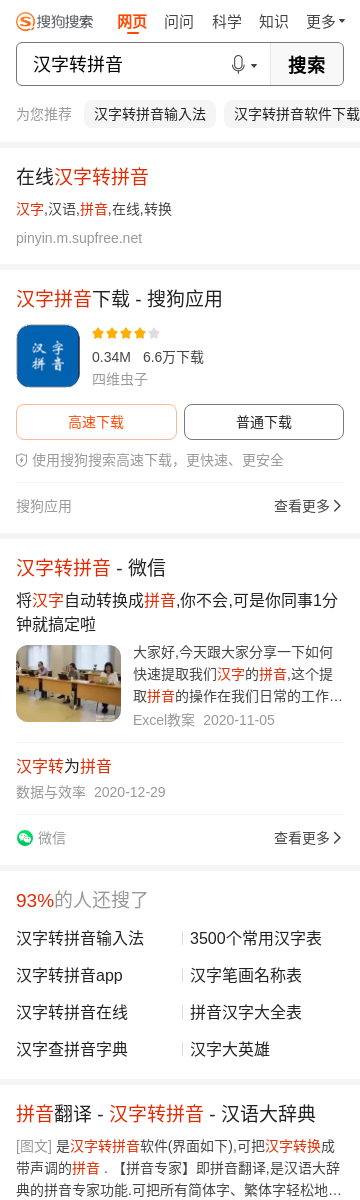 搜狗搜索 网页 问问 科学 知识 更多
汉字转拼音 搜索
为您推荐 汉字转拼音输入法 汉字转拼音软件下载
在线汉字转拼音
汉字,汉语,拼音,在线,转换
pinyin.m.supfree.net
汉字拼音下载 - 搜狗应用
汉字
拼音
0.34M 6.6万下载
四维虫子
高速下载 普通下载
使用搜狗搜索高速下载，更快速、更安全
搜狗应用 查看更多
汉字转拼音 - 微信
将汉字自动转换成拼音,你不会,可是你同事1分
钟就搞定啦
大家好,今天跟大家分享一下如何
快速提取我们汉字的拼音,这个提
取拼音的操作在我们日常的工作...
Excel教案 2020-11-05
汉字转为拼音
数据与效率 2020-12-29
微信 查看更多
93%的人还搜了
汉字转拼音输入法 3500个常用汉字表
汉字转拼音app 汉字笔画名称表
汉字转拼音在线 拼音汉字大全表
汉字查拼音字典 汉字大英雄
拼音翻译 - 汉字转拼音 - 汉语大辞典
[图文] 是汉字转拼音软件(界面如下),可把汉字转换成
带声调的拼音 . 【拼音专家】即拼音翻译,是汉语大辞
典的拼音专家功能.可把所有简体字、繁体字轻松地...